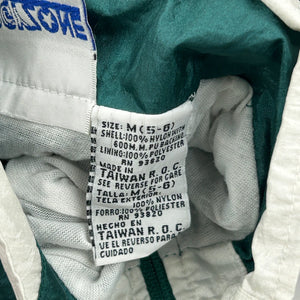 SIZE: M(5-6)
SHELL:100% NYLON WITH
600M.M. PU BACKING
LINING:100% POLYESTER
RN 93820
MADE IN
TAIWAN R.O.C.
SEE REVERSE FOR CARE
TALLA: M(5-6)
TELA EXTERIOR:
100% NYLON
FORRO:100% POLIESTER
RN 93820
HECHO EN
TAIWAN R.O.C
VE EL REVERSO PARA
CUIDADO